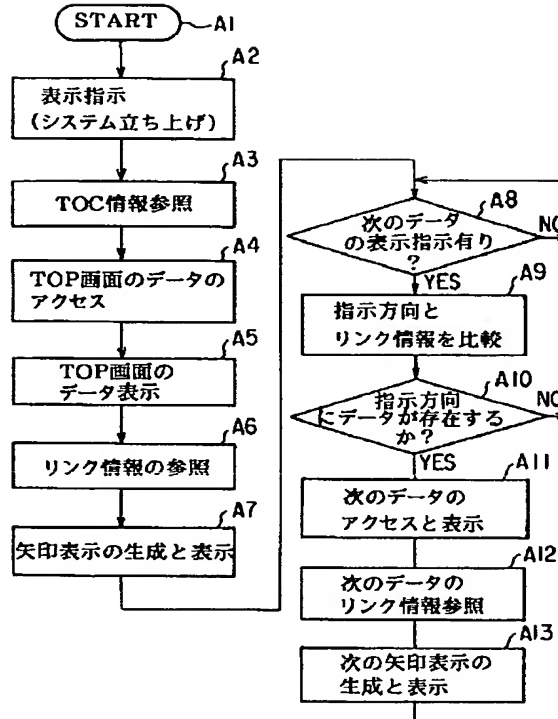 START
A1
A2
表示指示
(システム立ち上げ)
A3
TOC情報参照
A4
TOP画面のデータの
アクセス
A5
TOP画面の
データ表示
A6
リンク情報の参照
A7
矢印表示の生成と表示
A8
次のデータ
の表示指示有り
?
NO
YES
A9
指示方向と
リンク情報を比較
A10
指示方向
にデータが存在する
か?
NO
YES
A11
次のデータの
アクセスと表示
A12
次のデータの
リンク情報参照
A13
次の矢印表示の
生成と表示